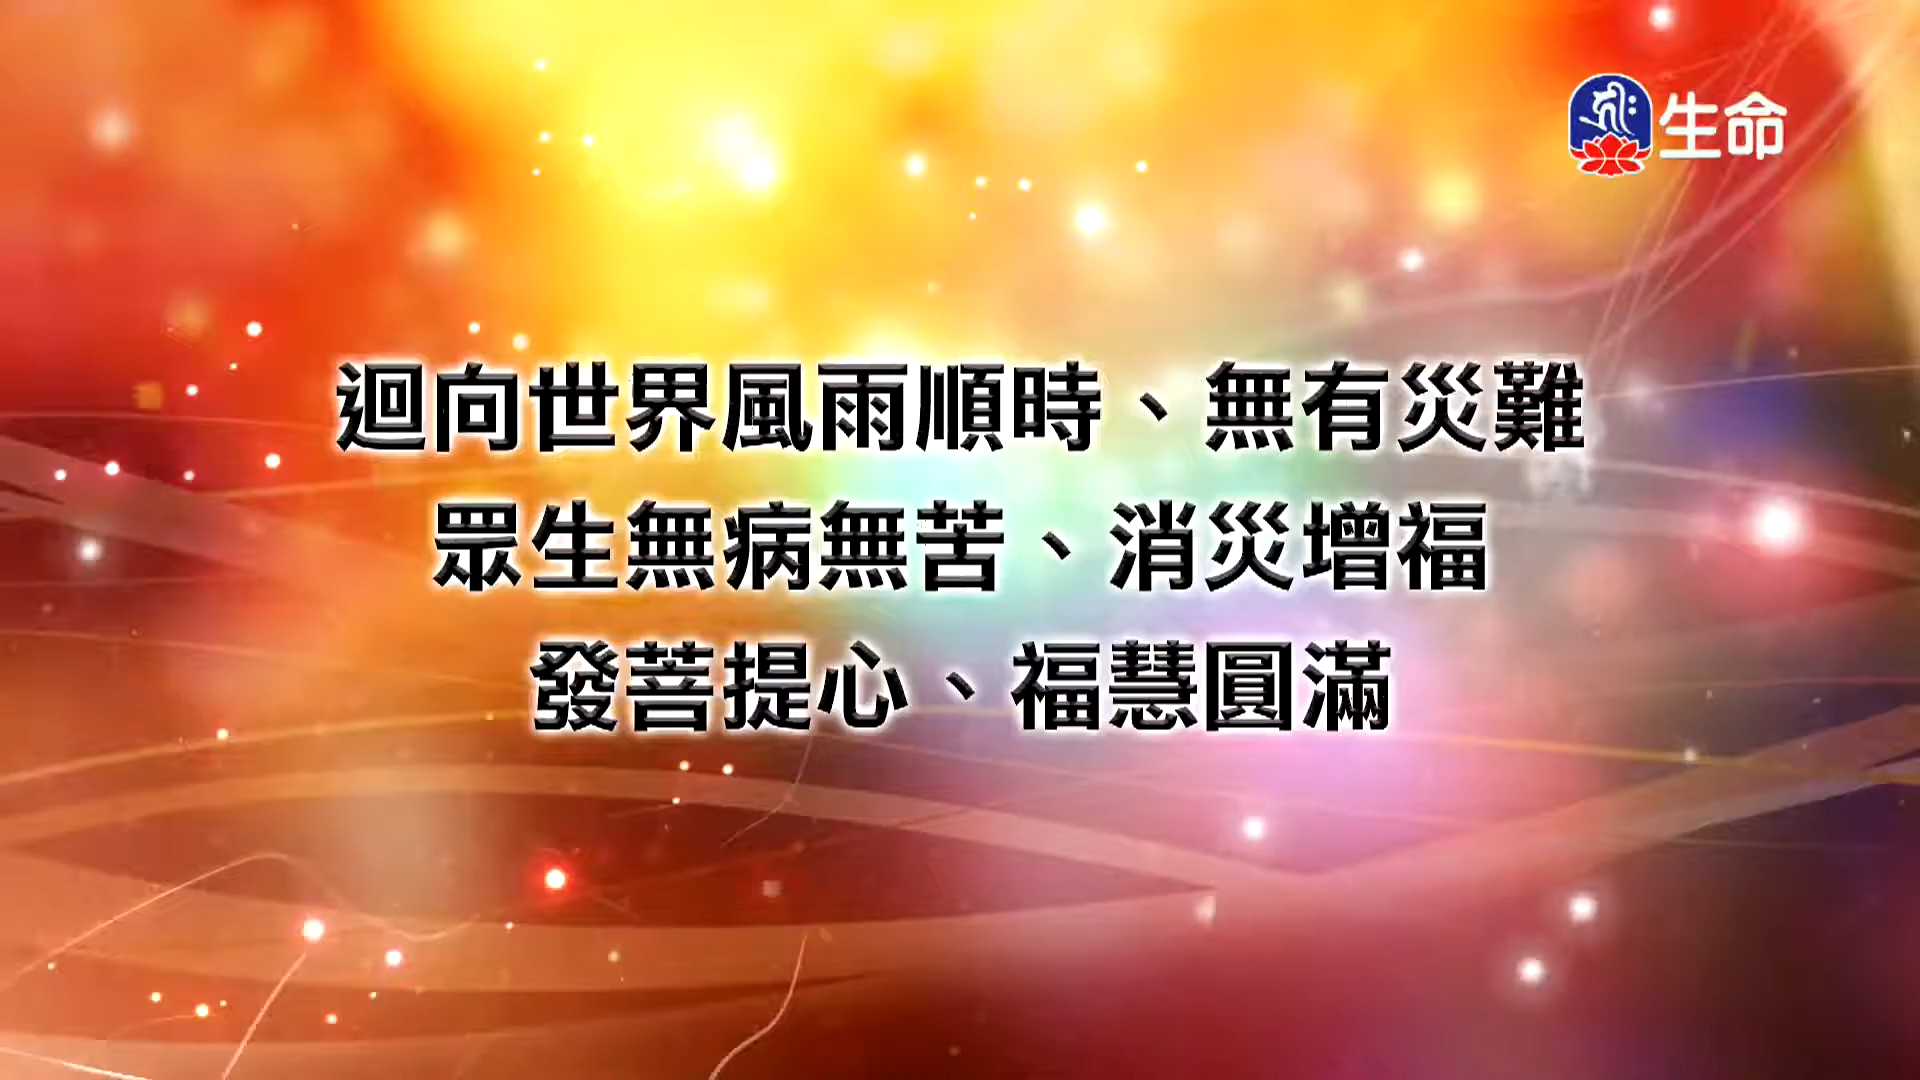 生命
迴向世界風雨順時、無有災難
眾生無病無苦、消災增福
發菩提心、福慧圓滿